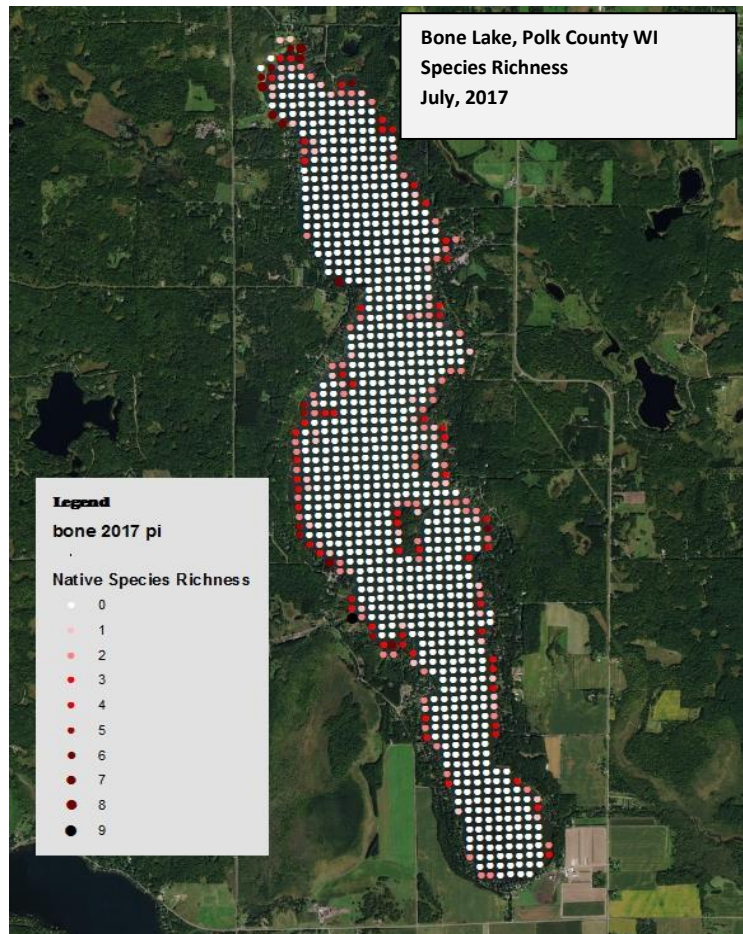 Bone Lake, Polk County WI
Species Richness
July, 2017
Legend
bone 2017 pi
Native Species Richness
0
1
2
3
4
5
6
7
8
9